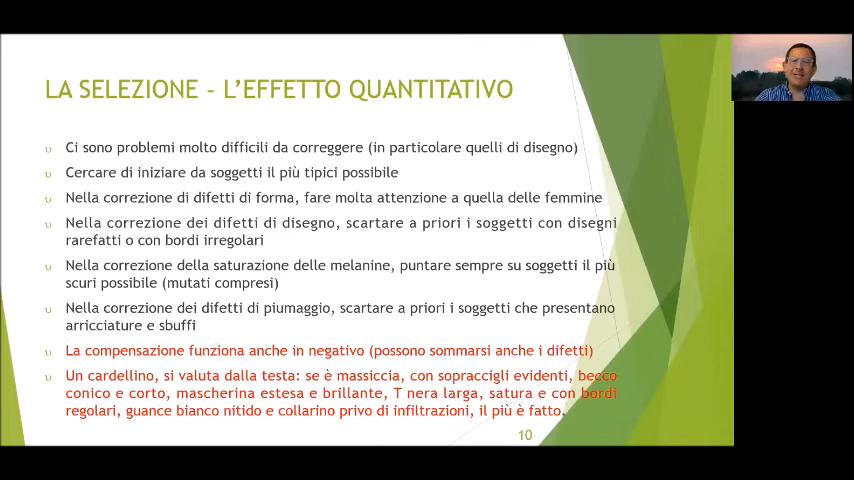 LA SELEZIONE – L'EFFETTO QUANTITATIVO
Ci sono problemi molto difficili da correggere (in particolare quelli di disegno)
Cercare di iniziare da soggetti il più tipici possibile
Nella correzione di difetti di forma, fare molta attenzione a quella delle femmine
Nella correzione dei difetti di disegno, scartare a priori i soggetti con disegni
rarefatti o con bordi irregolari
Nella correzione della saturazione delle melanine, puntare sempre su soggetti il più
scuri possibile (mutati compresi)
Nella correzione dei difetti di piumaggio, scartare a priori i soggetti che presentano
arricciature e sbuffi
La compensazione funziona anche in negativo (possono sommarsi anche i difetti)
Un cardellino, si valuta dalla testa: se è massiccia, con sopraccigli evidenti, becco
conico e corto, mascherina estesa e brillante, T nera larga, satura e con bordi
regolari, guance bianco nitido e collarino privo di infiltrazioni, il più è fatto.
10